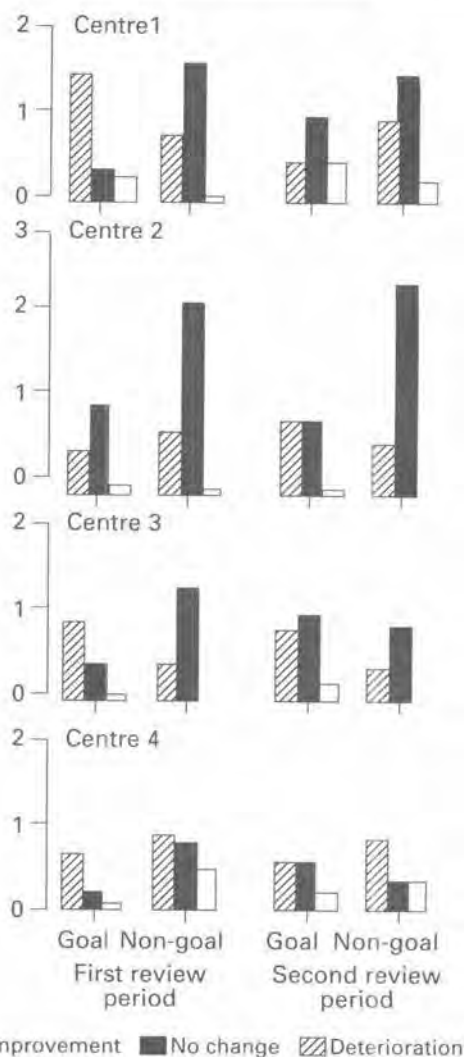 2
Centre1
1
0
3
Centre 2
2
1
0
2
Centre 3
1
0
2
Centre 4
1
0
Goal Non-goal Goal Non-goal
First review
period
Second review
period
nprovement No change Deterioration